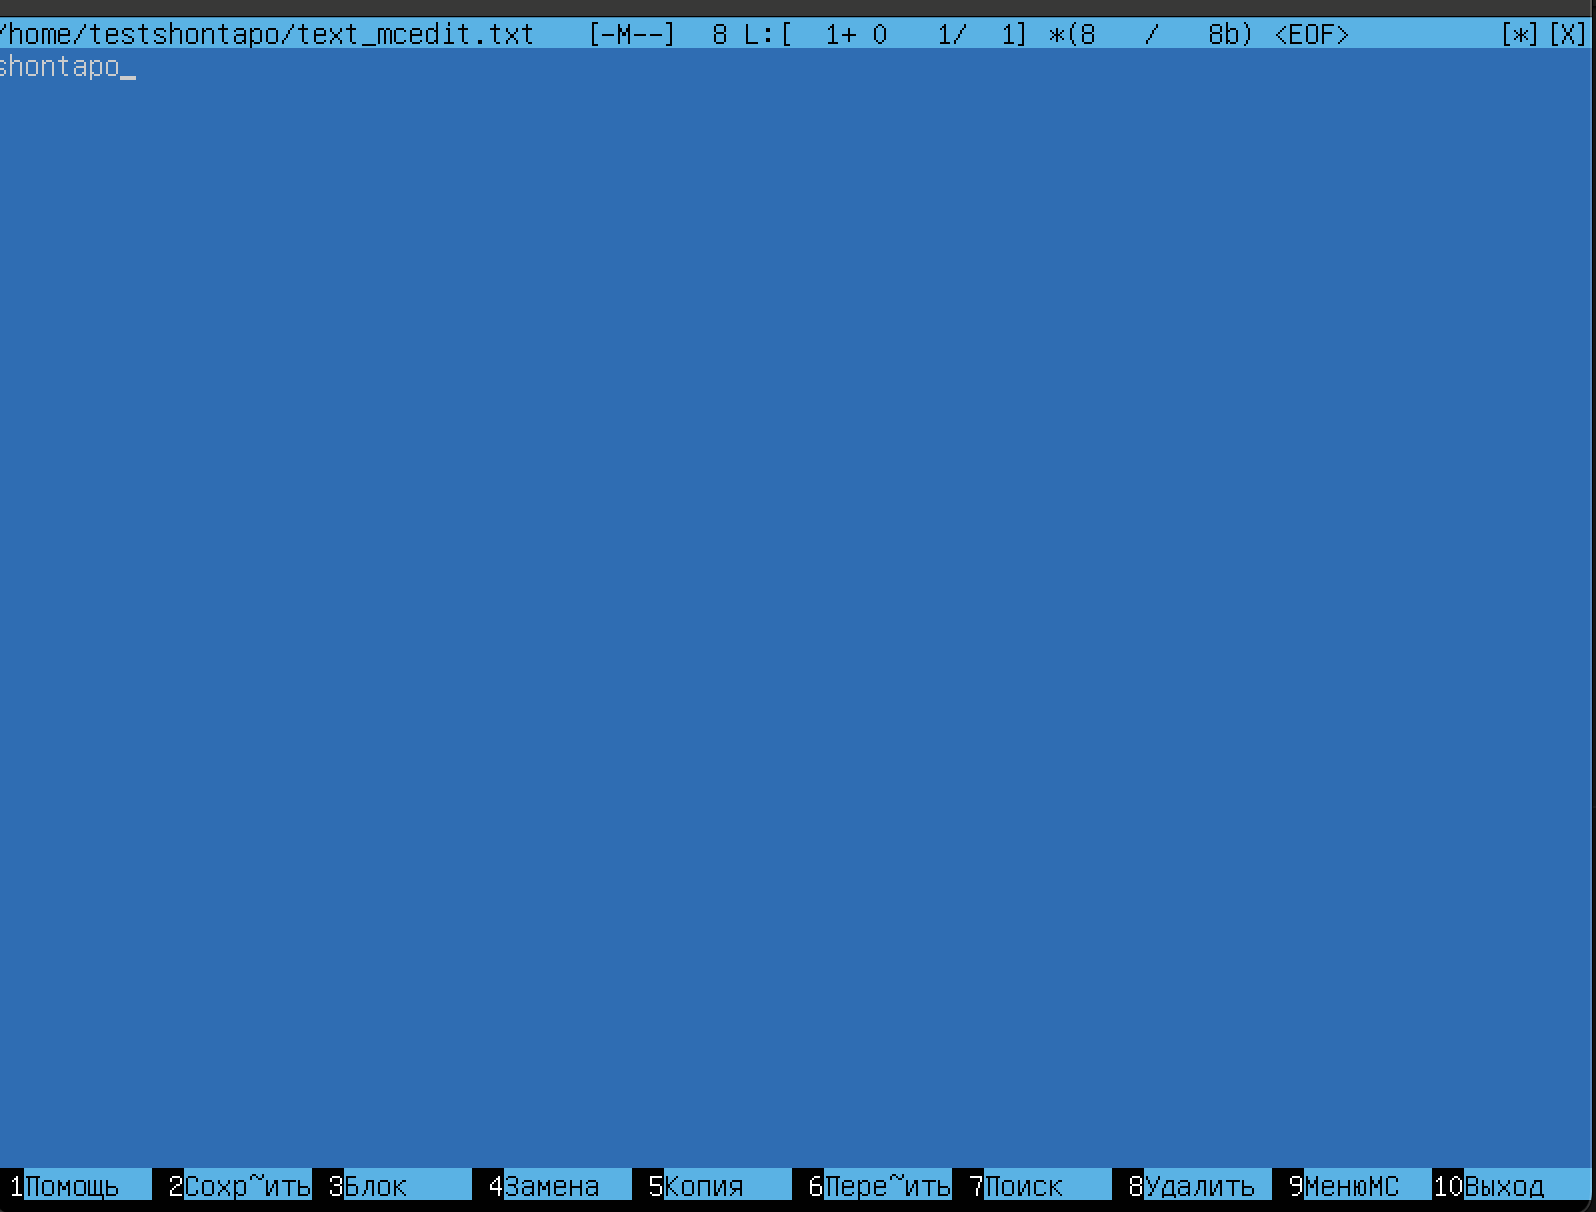 /home/testshontapo/text_mcedit.txt [-M--] 8 L:[ 1+ 0 1/ 1] *(8 / 8b) <EOF> [*][X]
shontapo_
1Помощь 2Сохр~ить 3Блок 4Замена 5Копия 6Пере~ить 7Поиск 8Удалить 9МенюMC 10Выход